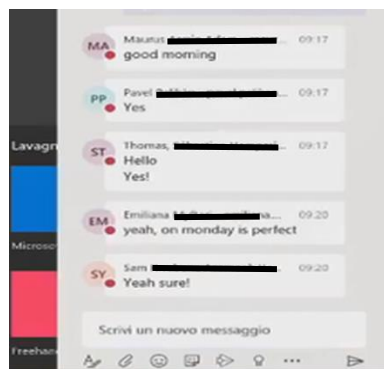 MA
Maurus
09:17
good morning
PP
Pavel
09:17
Yes
Lavagn
ST
Thomas,
09:17
Hello
Yes!
EM
Emiliana
09:20
yeah, on monday is perfect
Microso
SY
Sam
09:20
Yeah sure!
Scrivi un nuovo messaggio
Freehan